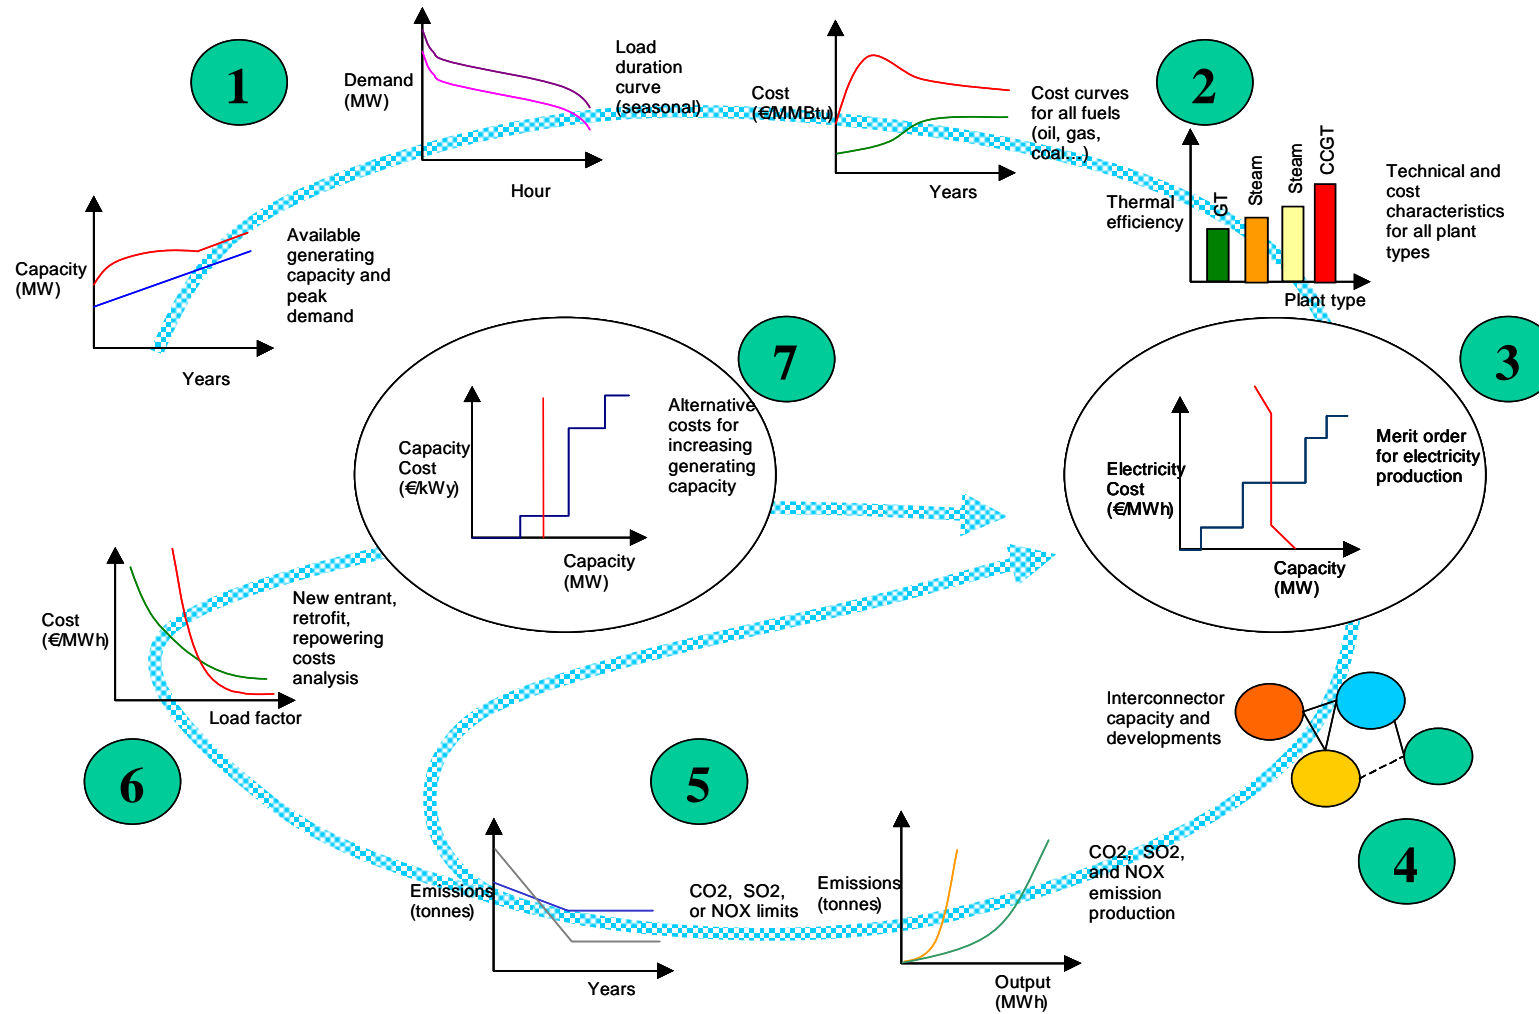 1
Demand
(MW)
Load
duration
curve
(seasonal)
Hour
Capacity
(MW)
Available
generating
capacity and
peak
demand
Years
Cost
(€/MMBtu)
Cost curves
for all fuels
(oil, gas,
coal…)
Years
2
Thermal
efficiency
GT
Steam
Steam
CCGT
Plant type
Technical and
cost
characteristics
for all plant
types
7
Capacity
Cost
(€/kWy)
Alternative
costs for
increasing
generating
capacity
Capacity
(MW)
3
Electricity
Cost
(€/MWh)
Merit order
for electricity
production
Capacity
(MW)
Cost
(€/MWh)
New entrant,
retrofit,
repowering
costs
analysis
Load factor
6
5
Interconnector
capacity and
developments
4
Emissions
(tonnes)
CO2, SO2,
or NOX limits
Years
Emissions
(tonnes)
CO2, SO2,
and NOX
emission
production
Output
(MWh)